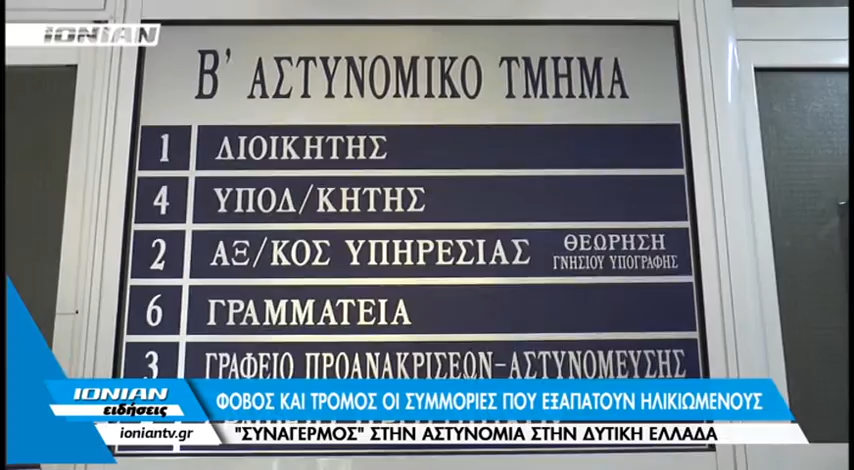 IONIAN
Β' ΑΣΤΥΝΟΜΙΚΟ ΤΜΗΜΑ
1 ΔΙΟΙΚΗΤΗΣ
4 ΥΠΟΔ/ΚΗΤΗΣ
2 ΑΞ/ΚΟΣ ΥΠΗΡΕΣΙΑΣ ΘΕΩΡΗΣΗ
ΓΝΗΣΙΟΥ ΥΠΟΓΡΑΦΗΣ
6 ΓΡΑΜΜΑΤΕΙΑ
3 ΓΡΑΦΕΙΟ ΠΡΟΑΝΑΚΡΙΣΕΩΝ-ΑΣΤΥΝΟΜΕΥΣΗΣ
IONIAN
ειδήσεις
ΦΟΒΟΣ ΚΑΙ ΤΡΟΜΟΣ ΟΙ ΣΥΜΜΟΡΙΕΣ ΠΟΥ ΕΞΑΠΑΤΟΥΝ ΗΛΙΚΙΩΜΕΝΟΥΣ
ioniantv.gr
"ΣΥΝΑΓΕΡΜΟΣ" ΣΤΗΝ ΑΣΤΥΝΟΜΙΑ ΣΤΗΝ ΔΥΤΙΚΗ ΕΛΛΑΔΑ